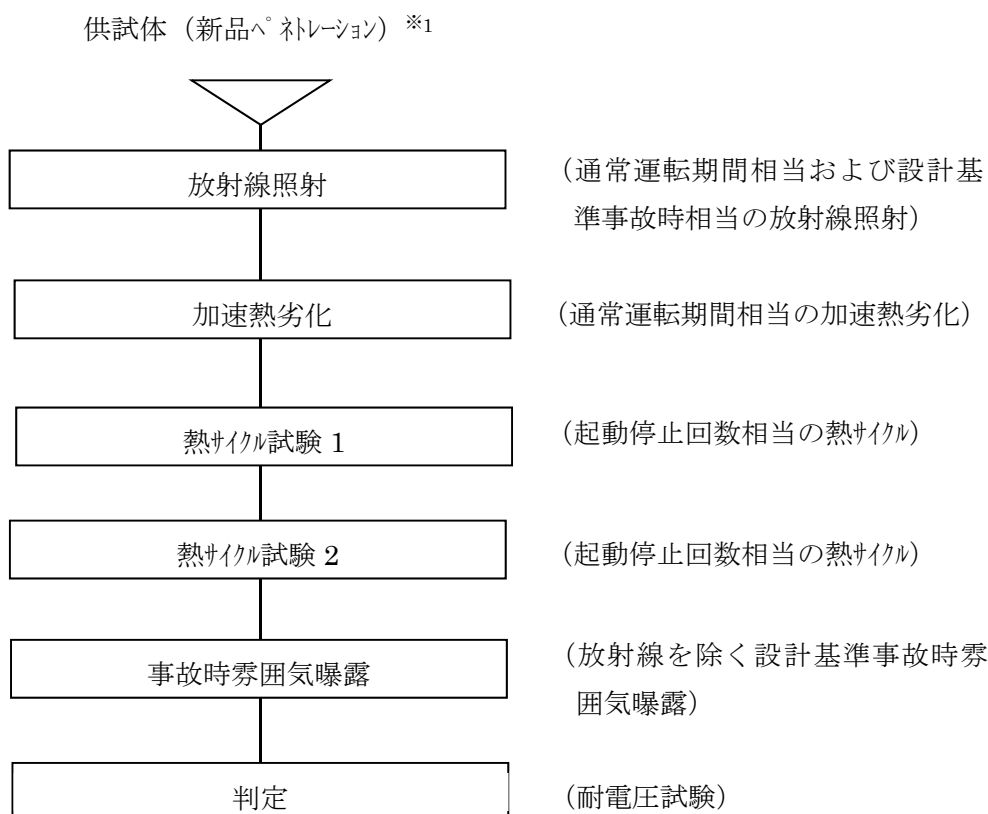 供試体（新品ﾍﾟﾈﾄﾚｰｼｮﾝ）※1
放射線照射
（通常運転期間相当および設計基
準事故時相当の放射線照射）
加速熱劣化
（通常運転期間相当の加速熱劣化）
熱ｻｲｸﾙ試験 1
（起動停止回数相当の熱ｻｲｸﾙ）
熱ｻｲｸﾙ試験 2
（起動停止回数相当の熱ｻｲｸﾙ）
事故時雰囲気曝露
（放射線を除く設計基準事故時雰
囲気曝露）
判定
（耐電圧試験）